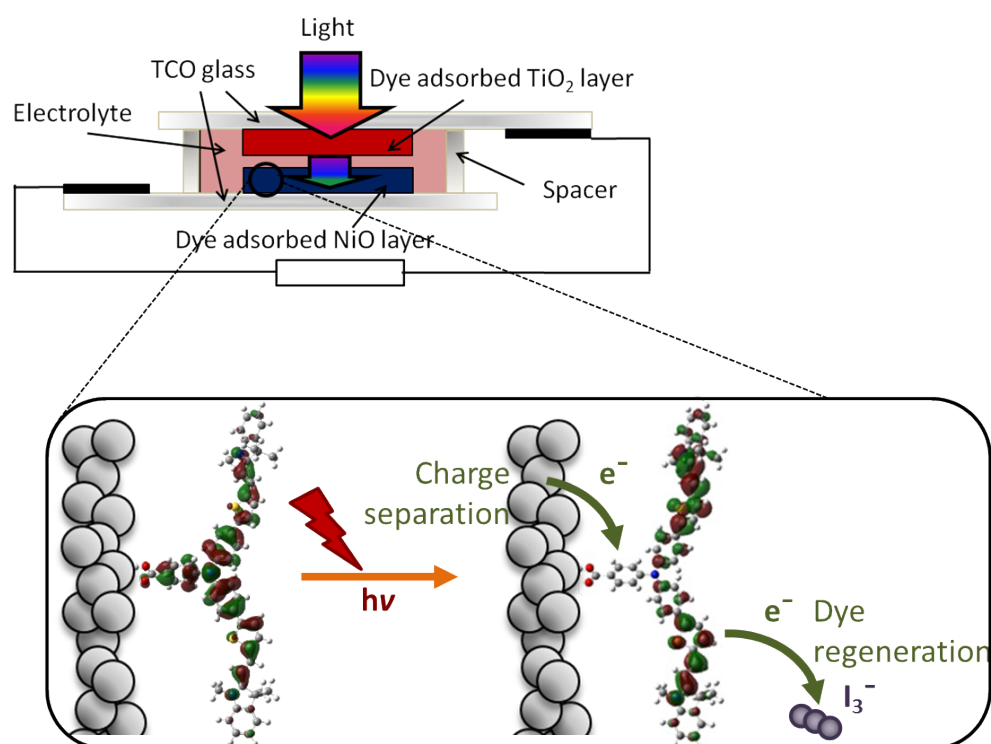 Light
TCO glass
Dye adsorbed TiO₂ layer
Electrolyte
Spacer
Dye adsorbed NiO layer
Charge
separation
e⁻
hν
e⁻ Dye
regeneration
I₃⁻